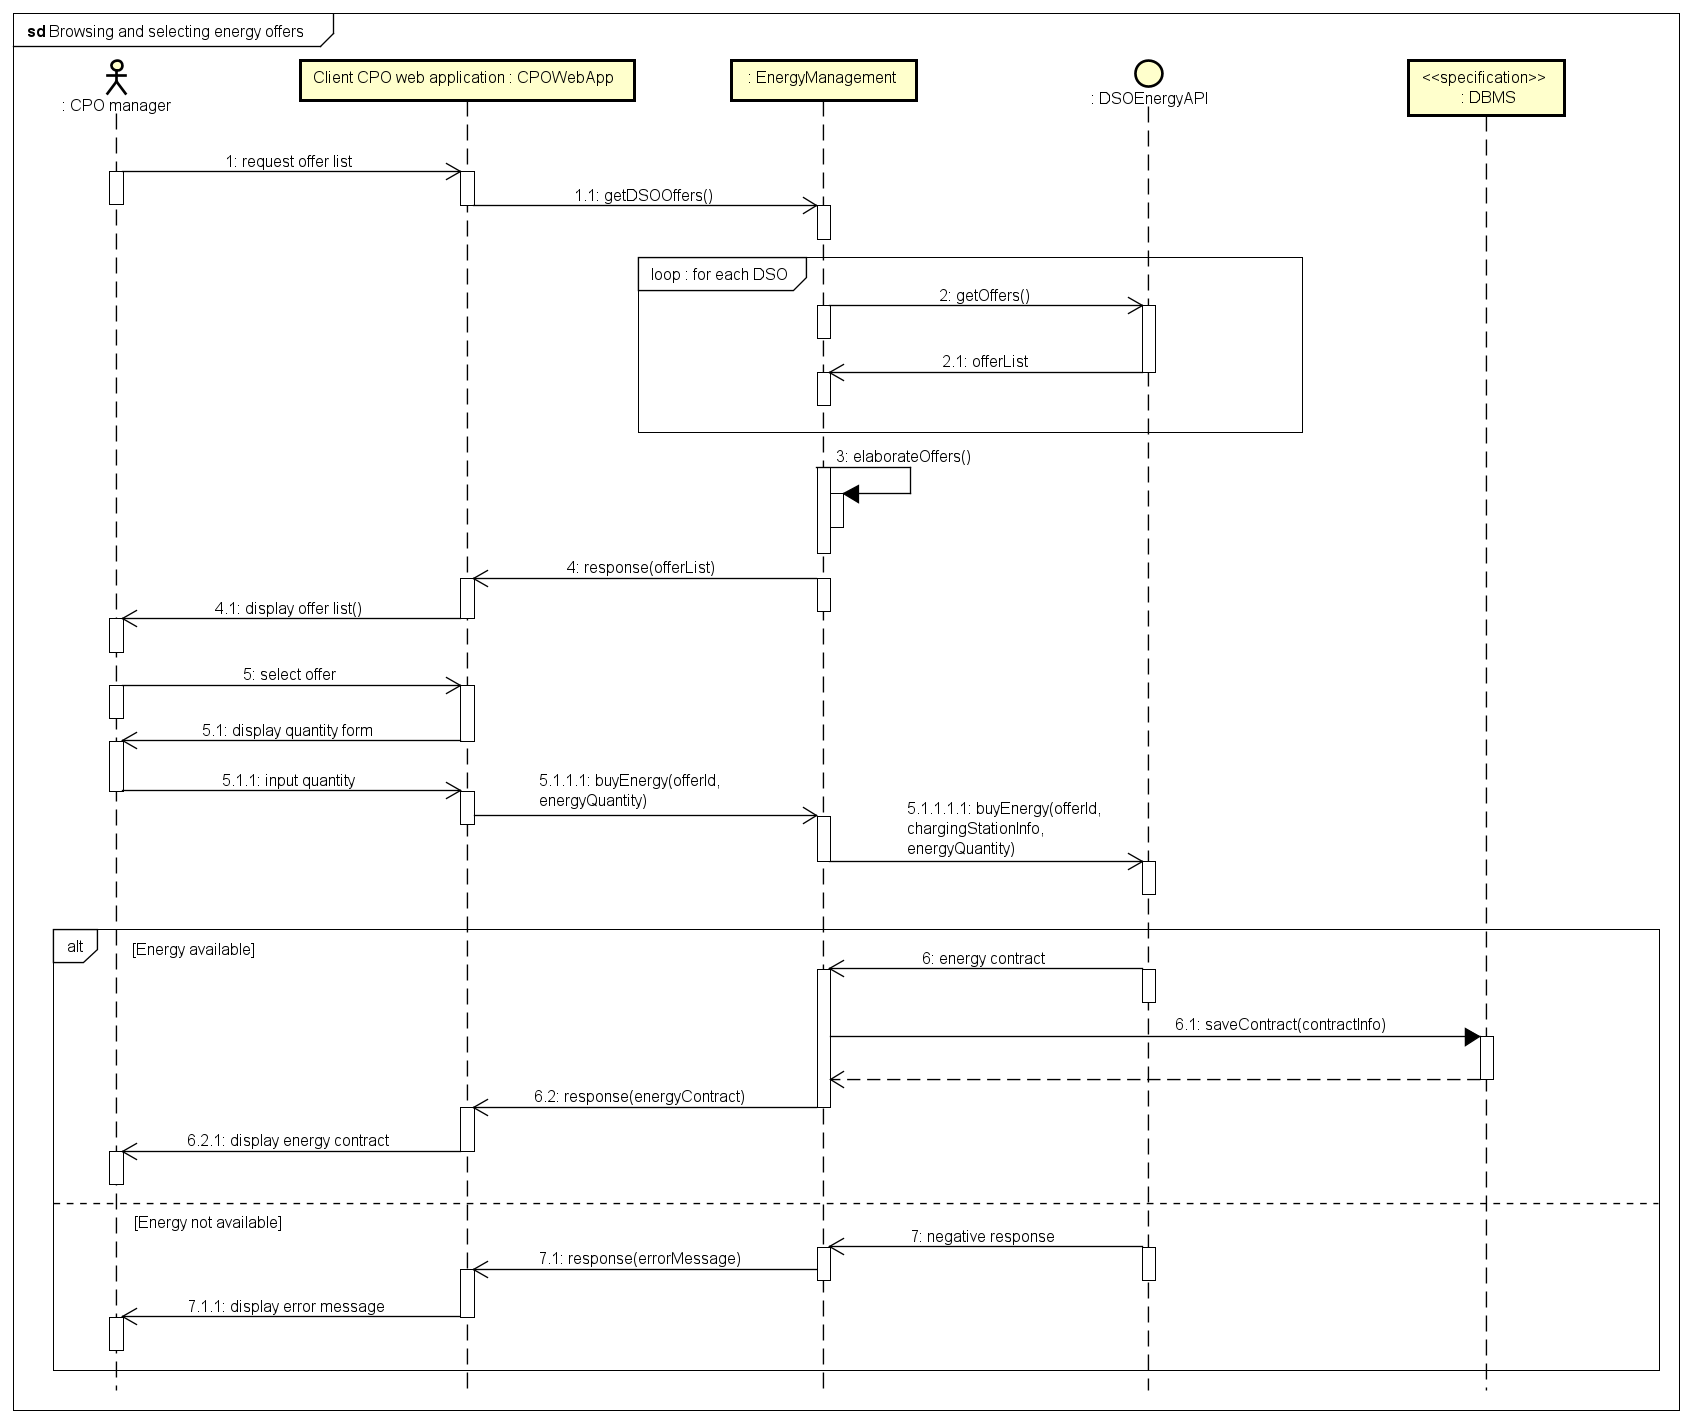 sd Browsing and selecting energy offers
: CPO manager
Client CPO web application : CPOWebApp
: EnergyManagement
: DSOEnergyAPI
<<specification>>
: DBMS
1: request offer list
1.1: getDSOOffers()
loop : for each DSO
2: getOffers()
2.1: offerList
3: elaborateOffers()
4: response(offerList)
4.1: display offer list()
5: select offer
5.1: display quantity form
5.1.1: input quantity
5.1.1.1: buyEnergy(offerId,
energyQuantity)
5.1.1.1.1: buyEnergy(offerId,
chargingStationInfo,
energyQuantity)
alt
[Energy available]
6: energy contract
6.1: saveContract(contractInfo)
6.2: response(energyContract)
6.2.1: display energy contract
[Energy not available]
7: negative response
7.1: response(errorMessage)
7.1.1: display error message